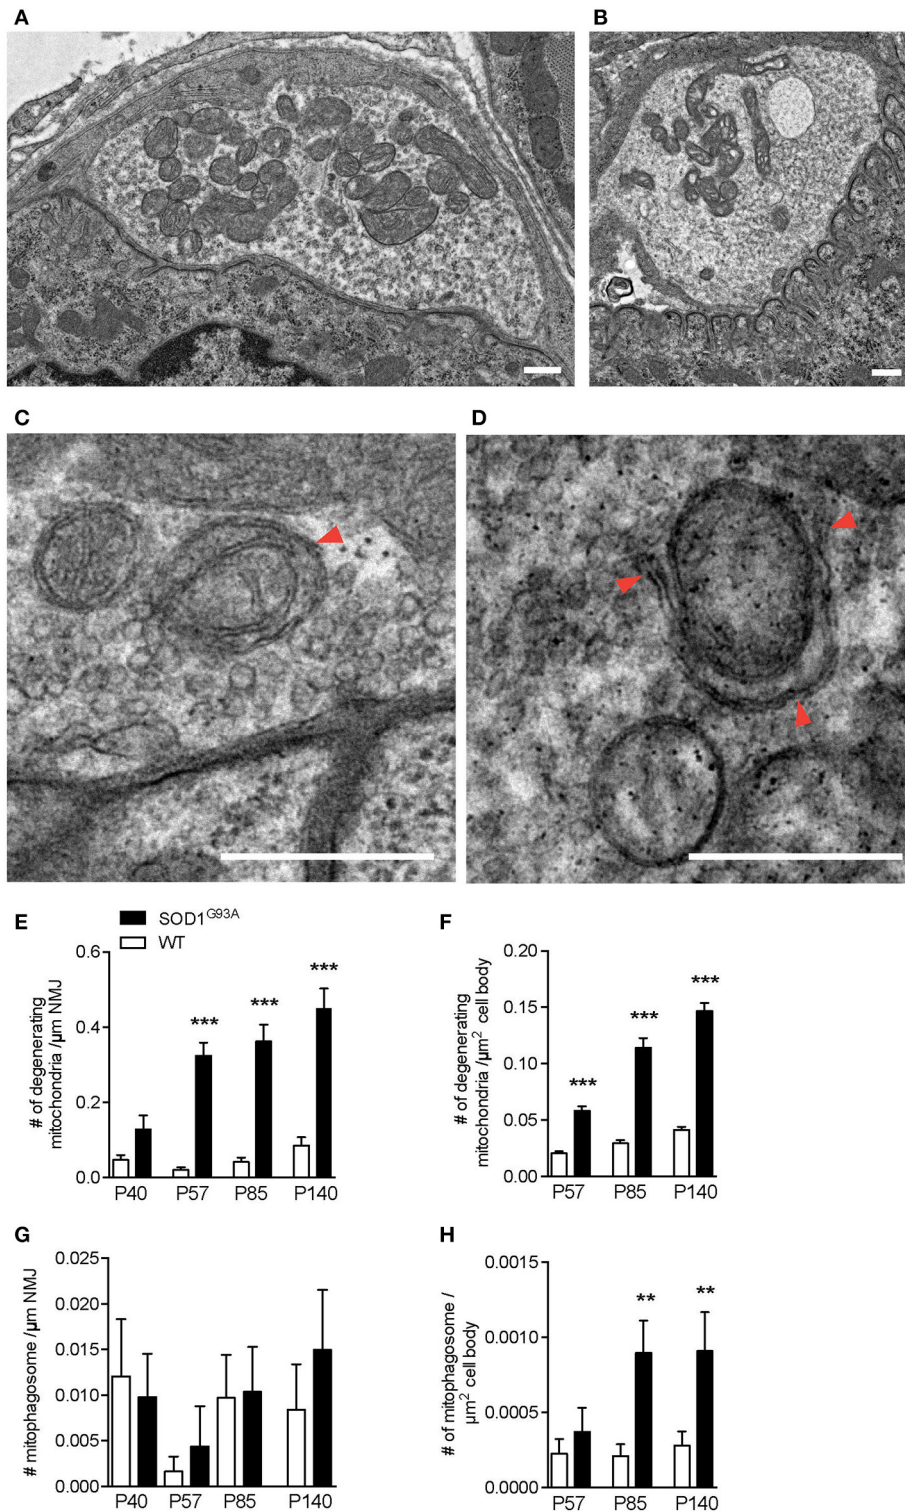 A
B
C
D
E
SOD1G93A
WT
# of degenerating
mitochondria /µm NMJ
0.6
0.4
0.2
0.0
***
***
***
P40
P57
P85
P140
F
# of degenerating
mitochondria /µm2 cell body
0.20
0.15
0.10
0.05
0.00
***
***
***
P57
P85
P140
G
# mitophagosome /µm NMJ
0.025
0.020
0.015
0.010
0.005
0.000
P40
P57
P85
P140
H
# of mitophagosome /
µm2 cell body
0.0015
0.0010
0.0005
0.0000
**
**
P57
P85
P140